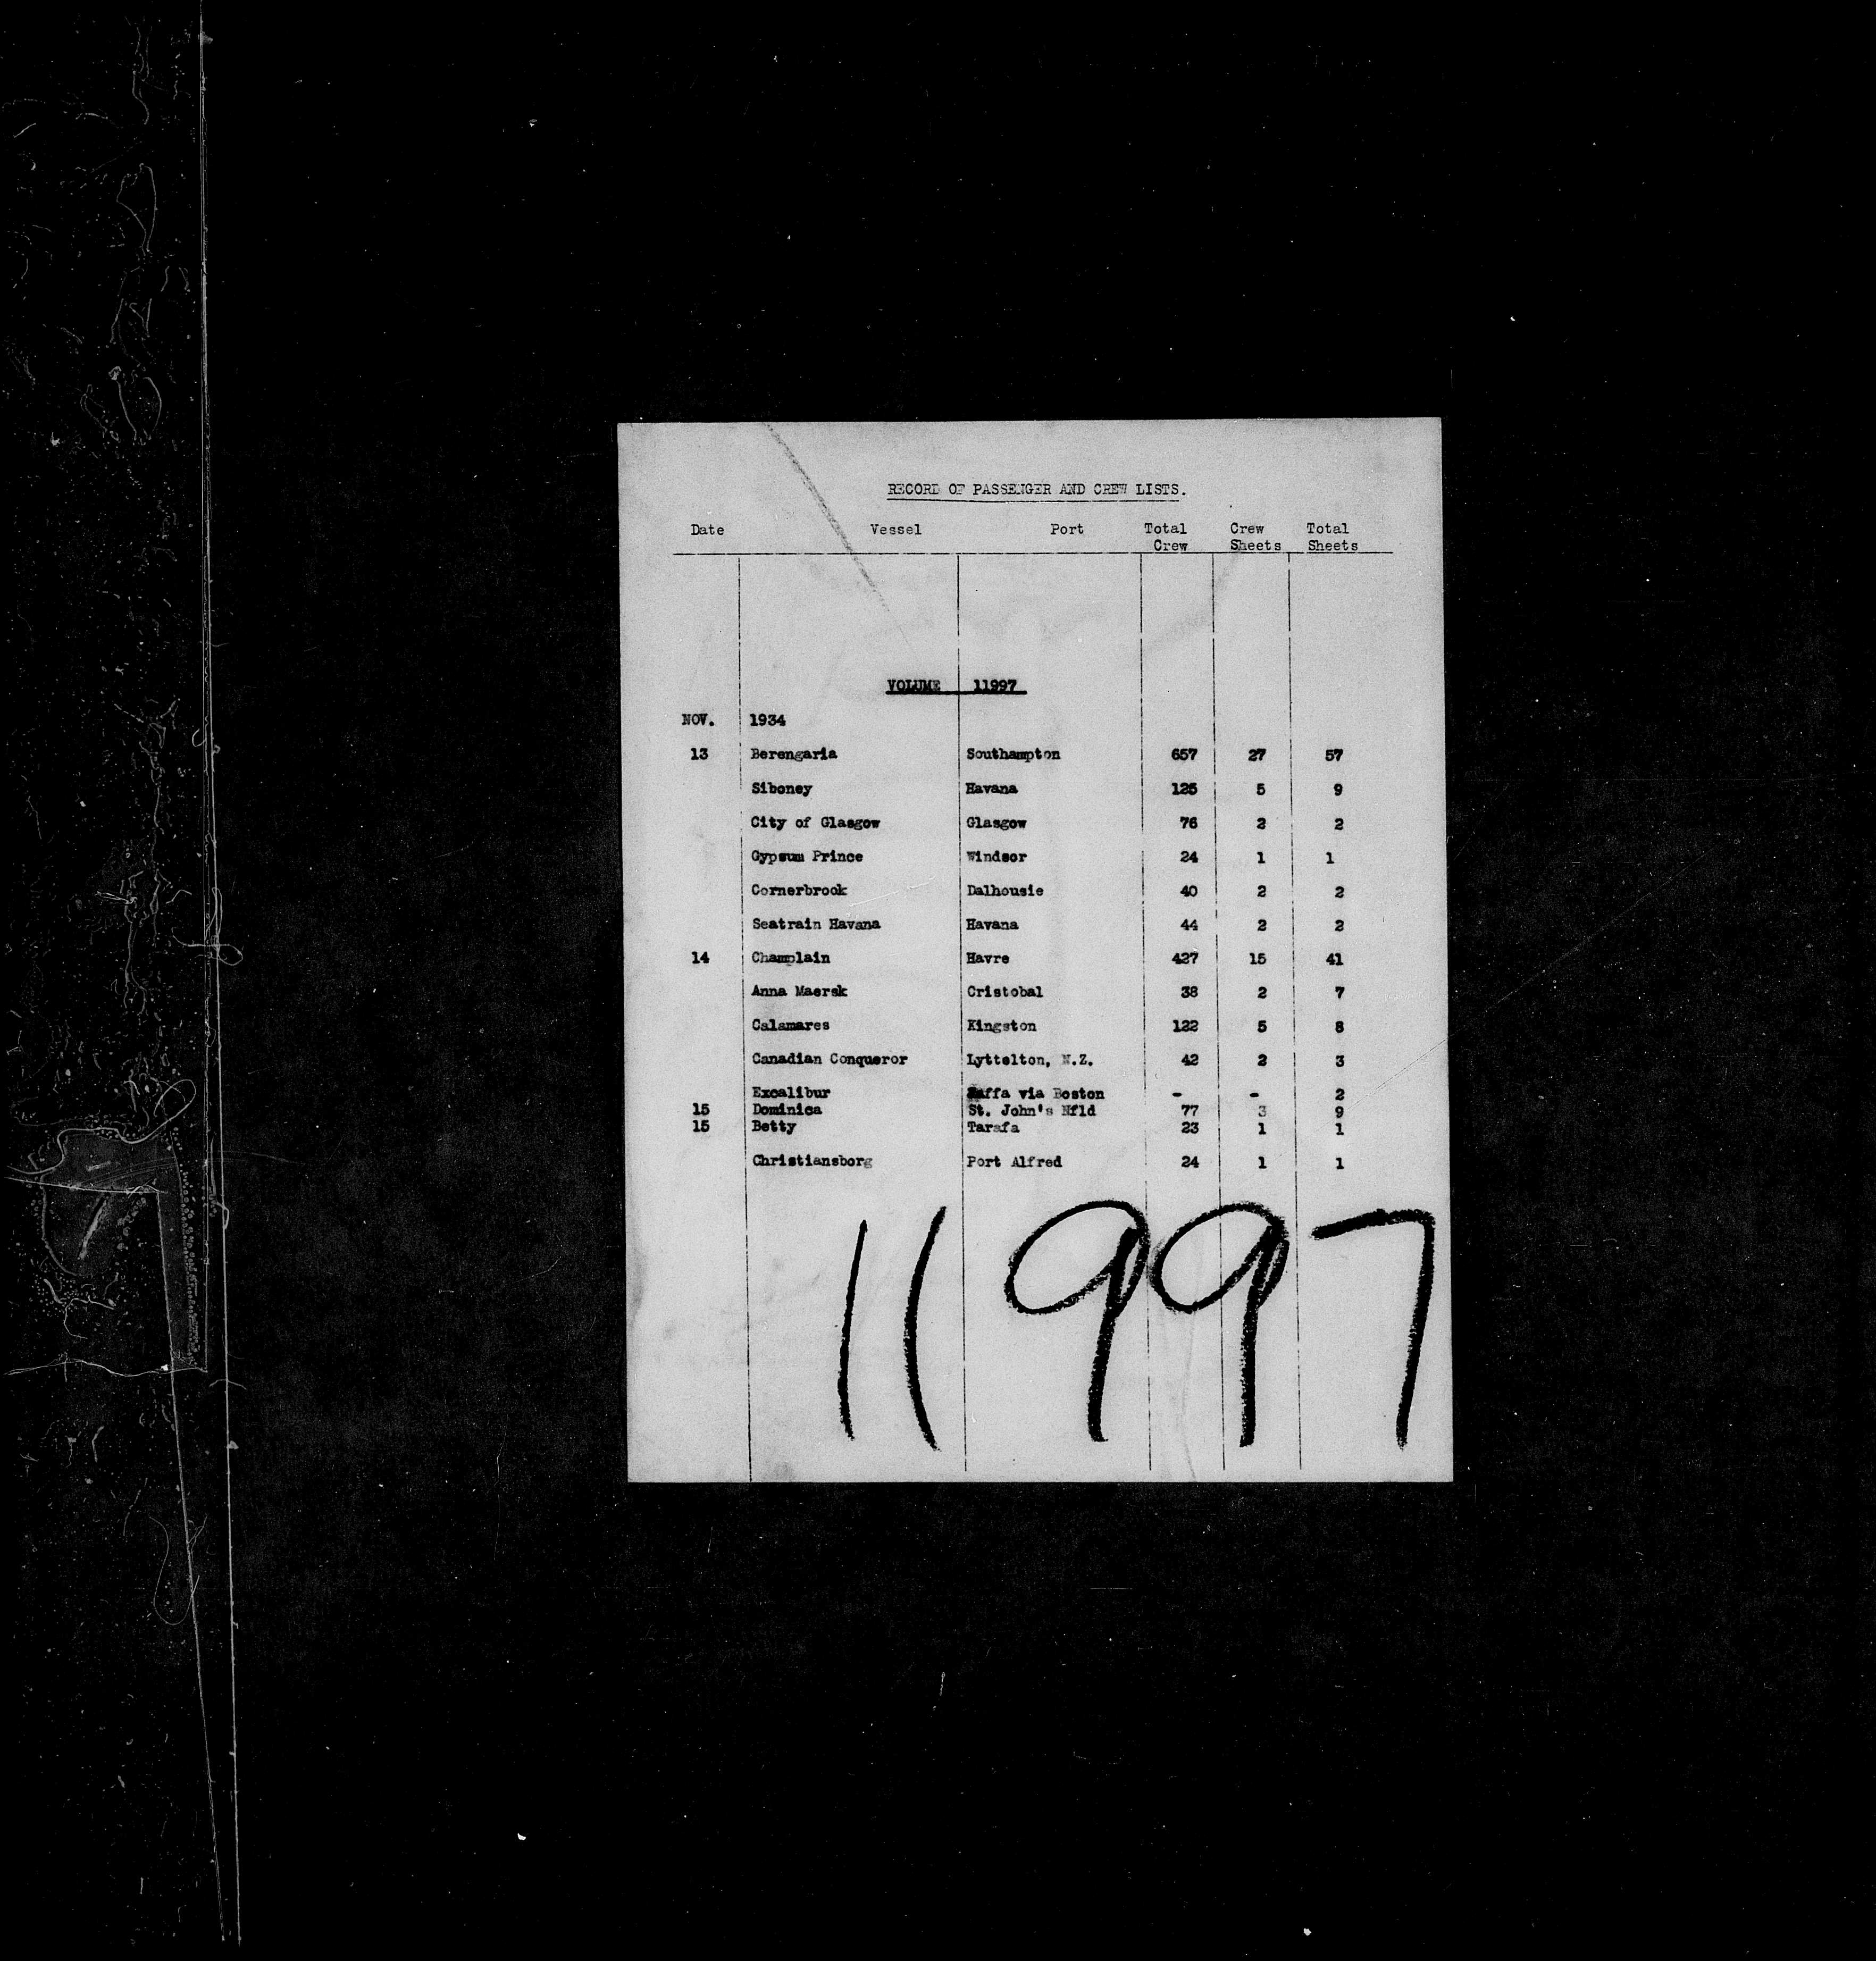 RECORD OF PASSENGER AND CREW LISTS.
Date Vessel Port Total Crew Sheets Total Sheets
Crew
VOLUME 11997
NOV. 1934
13 Berengaria Southampton 657 27 57
Siboney Havana 125 5 9
City of Glasgow Glasgow 76 2 2
Gypsum Prince Windsor 24 1 1
Cornerbrook Dalhousie 40 2 2
Seatrain Havana Havana 44 2 2
14 Champlain Havre 427 15 41
Anna Maersk Cristobal 38 2 7
Calamares Kingston 122 5 8
Canadian Conqueror Lyttelton, N.Z. 42 2 3
Excalibur via Boston - - 2
15 Dominica St. John's Nfld 77 3 9
15 Betty Tarafa 23 1 1
Christiansborg Port Alfred 24 1 1
11997